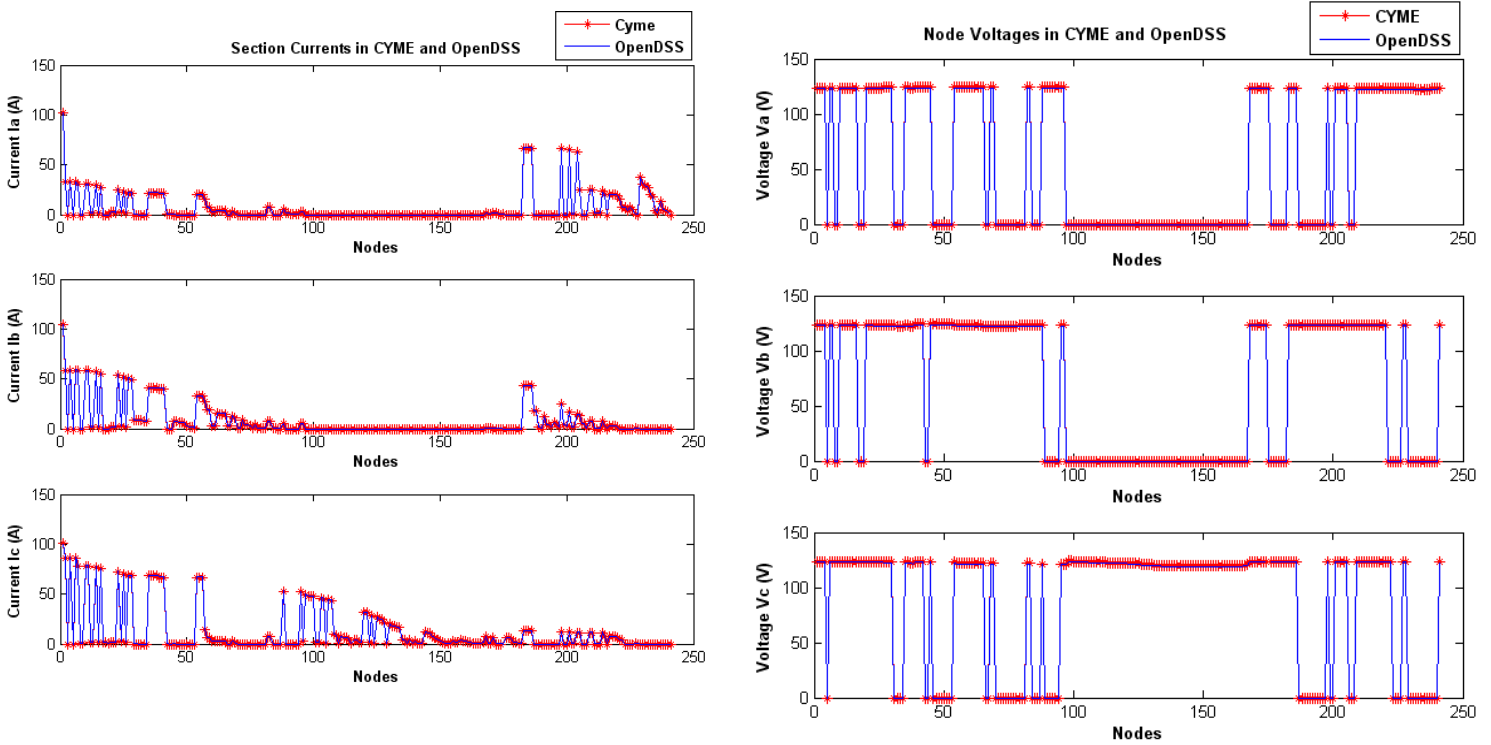 Cyme
OpenDSS
Section Currents in CYME and OpenDSS
150
100
50
0
Current Ia (A)
0 50 100 150 200 250
Nodes
150
100
50
0
Current Ib (A)
0 50 100 150 200 250
Nodes
150
100
50
0
Current Ic (A)
0 50 100 150 200 250
Nodes
CYME
OpenDSS
Node Voltages in CYME and OpenDSS
150
100
50
0
Voltage Va (V)
0 50 100 150 200 250
Nodes
150
100
50
0
Voltage Vb (V)
0 50 100 150 200 250
Nodes
150
100
50
0
Voltage Vc (V)
0 50 100 150 200 250
Nodes